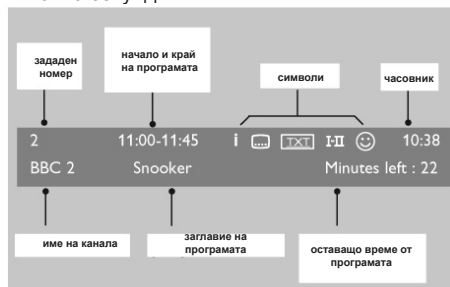 зададен
номер
начало и край
на програмата
символи
часовник
2 11:00-11:45 i TXT I-II 10:38
BBC 2 Snooker Minutes left : 22
име на канала
заглавие на
програмата
оставащо време от
програмата